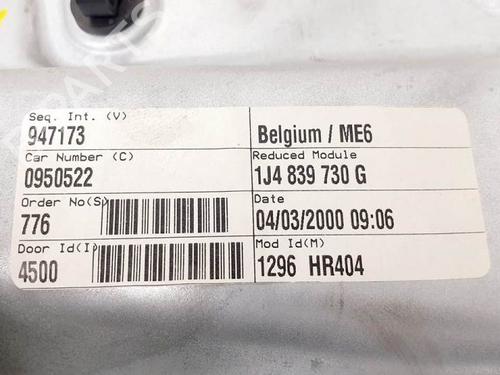 Seq. Int. (V)
947173
Belgium / ME6
Car Number (C)
0950522
Reduced Module
1J4 839 730 G
Order No(S)
776
Date
04/03/2000 09:06
Door Id(I)
4500
Mod Id(M)
1296 HR404